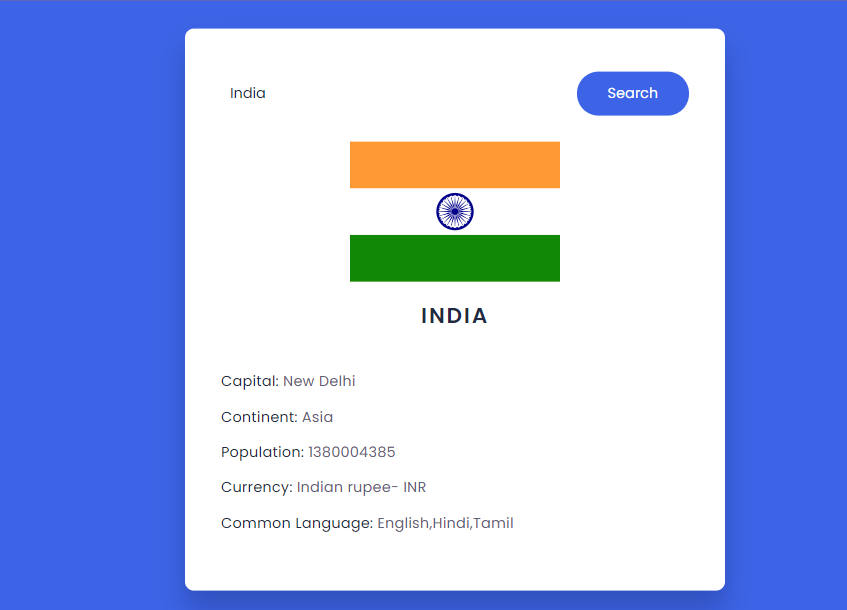 India
Search
INDIA
Capital: New Delhi
Continent: Asia
Population: 1380004385
Currency: Indian rupee- INR
Common Language: English,Hindi,Tamil